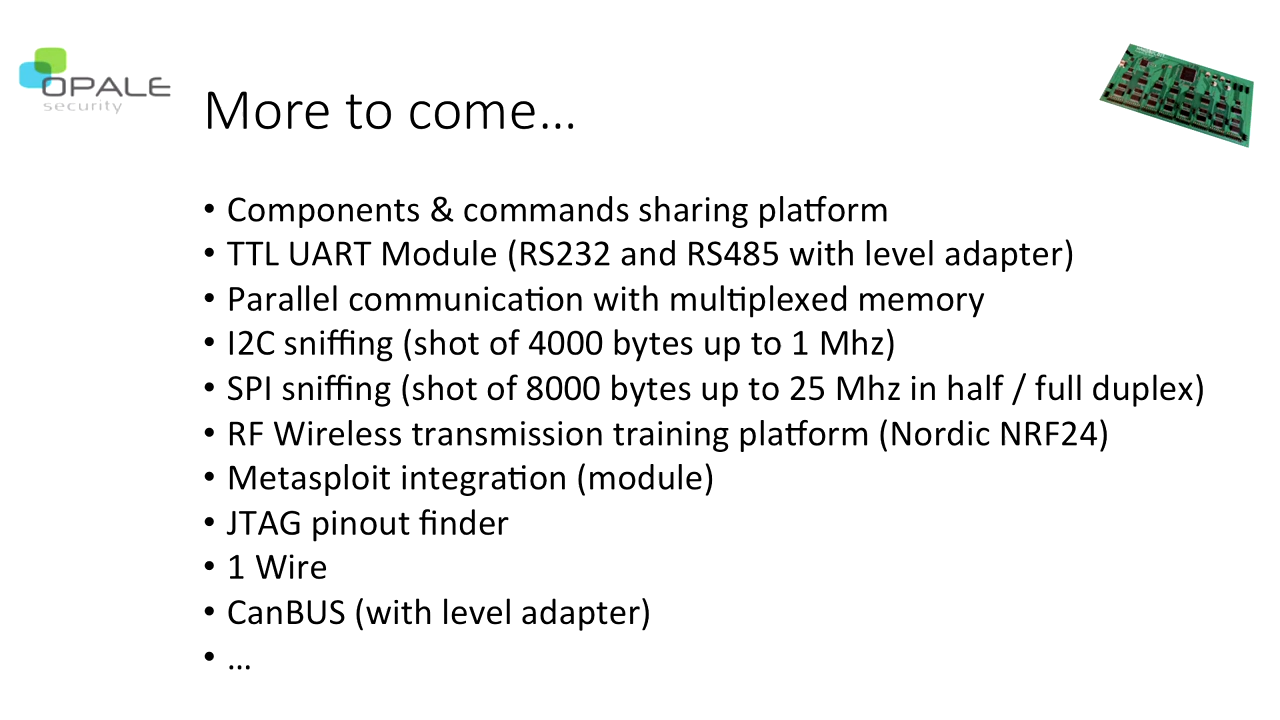 OPALE
security
More to come…
• Components & commands sharing platform
• TTL UART Module (RS232 and RS485 with level adapter)
• Parallel communication with multiplexed memory
• I2C sniffing (shot of 4000 bytes up to 1 Mhz)
• SPI sniffing (shot of 8000 bytes up to 25 Mhz in half / full duplex)
• RF Wireless transmission training platform (Nordic NRF24)
• Metasploit integration (module)
• JTAG pinout finder
• 1 Wire
• CanBUS (with level adapter)
• …